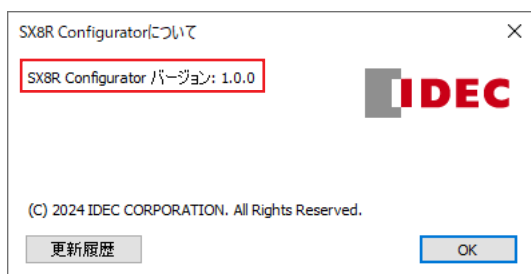 SX8R Configuratorについて
SX8R Configurator バージョン: 1.0.0
IDEC
(C) 2024 IDEC CORPORATION. All Rights Reserved.
更新履歴
OK